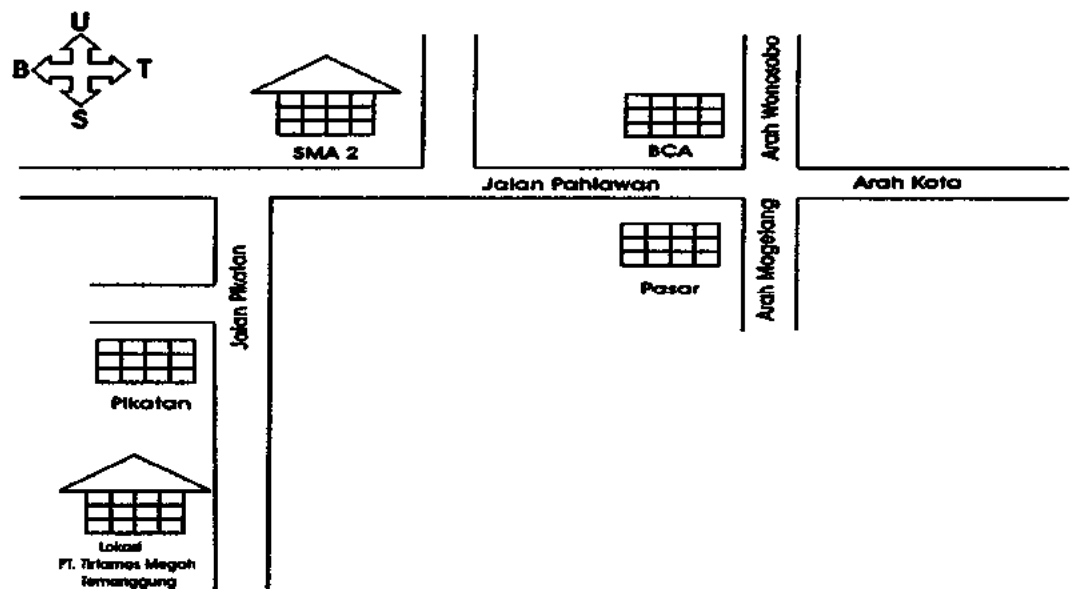 U
B
T
S
SMA 2
BCA
Arah Wonosobo
Jalan Pahlawan
Arah Kota
Pasar
Arah Magelang
Jalan Pikatan
Pikatan
Lokasi
PT. Tirtamas Megah
Temanggung